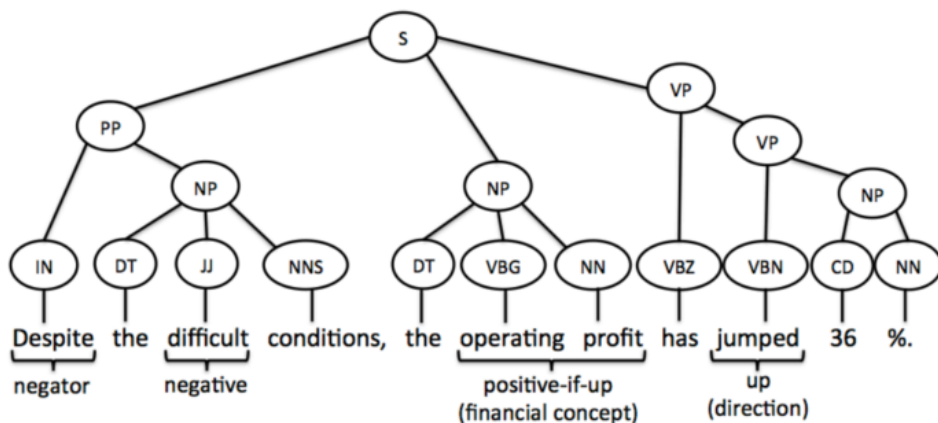 S
VP
PP
VP
NP
NP
NP
IN DT JJ NNS DT VBG NN VBZ VBN CD NN
Despite the difficult conditions, the operating profit has jumped 36 %.
negator negative positive-if-up up
(financial concept) (direction)